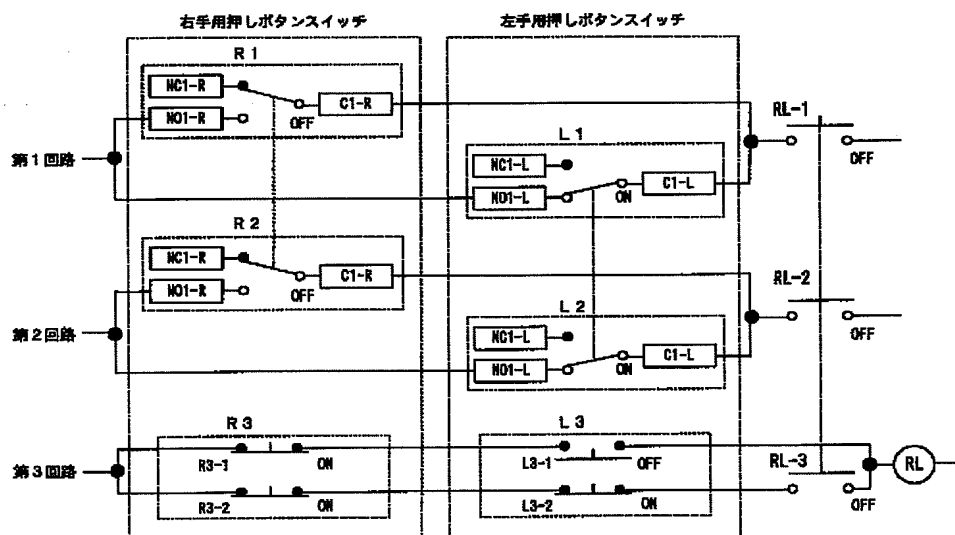 右手用押しボタンスイッチ
左手用押しボタンスイッチ
R1
NC1-R
NO1-R
OFF
C1-R
RL-1
OFF
第1回路
L1
NC1-L
NO1-L
ON
C1-L
R2
NC1-R
NO1-R
OFF
C1-R
RL-2
OFF
第2回路
L2
NC1-L
NO1-L
ON
C1-L
R3
L3
R3-1
ON
L3-1
OFF
RL-3
RL
第3回路
R3-2
ON
L3-2
ON
OFF